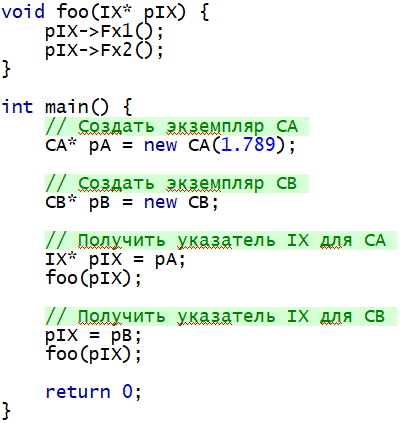 void foo(IX* pIX) {
    pIX->Fx1();
    pIX->Fx2();
}

int main() {
    // Создать экземпляр CA
    CA* pA = new CA(1.789);

    // Создать экземпляр CB
    CB* pB = new CB;

    // Получить указатель IX для CA
    IX* pIX = pA;
    foo(pIX);

    // Получить указатель IX для CB
    pIX = pB;
    foo(pIX);

    return 0;
}